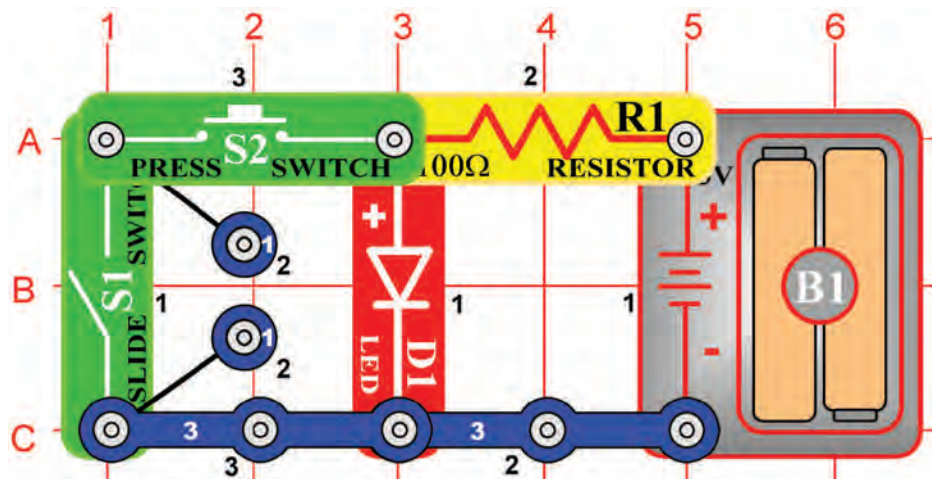 1 2 3 4 5 6
3 2
A
S2
R1
PRESS SWITCH
100Ω RESISTOR
V
+
+
1
2
B
SLIDE SWITC
S1
1
1
1
B1
1
2
LED
D1
-
C
3 3
3 2